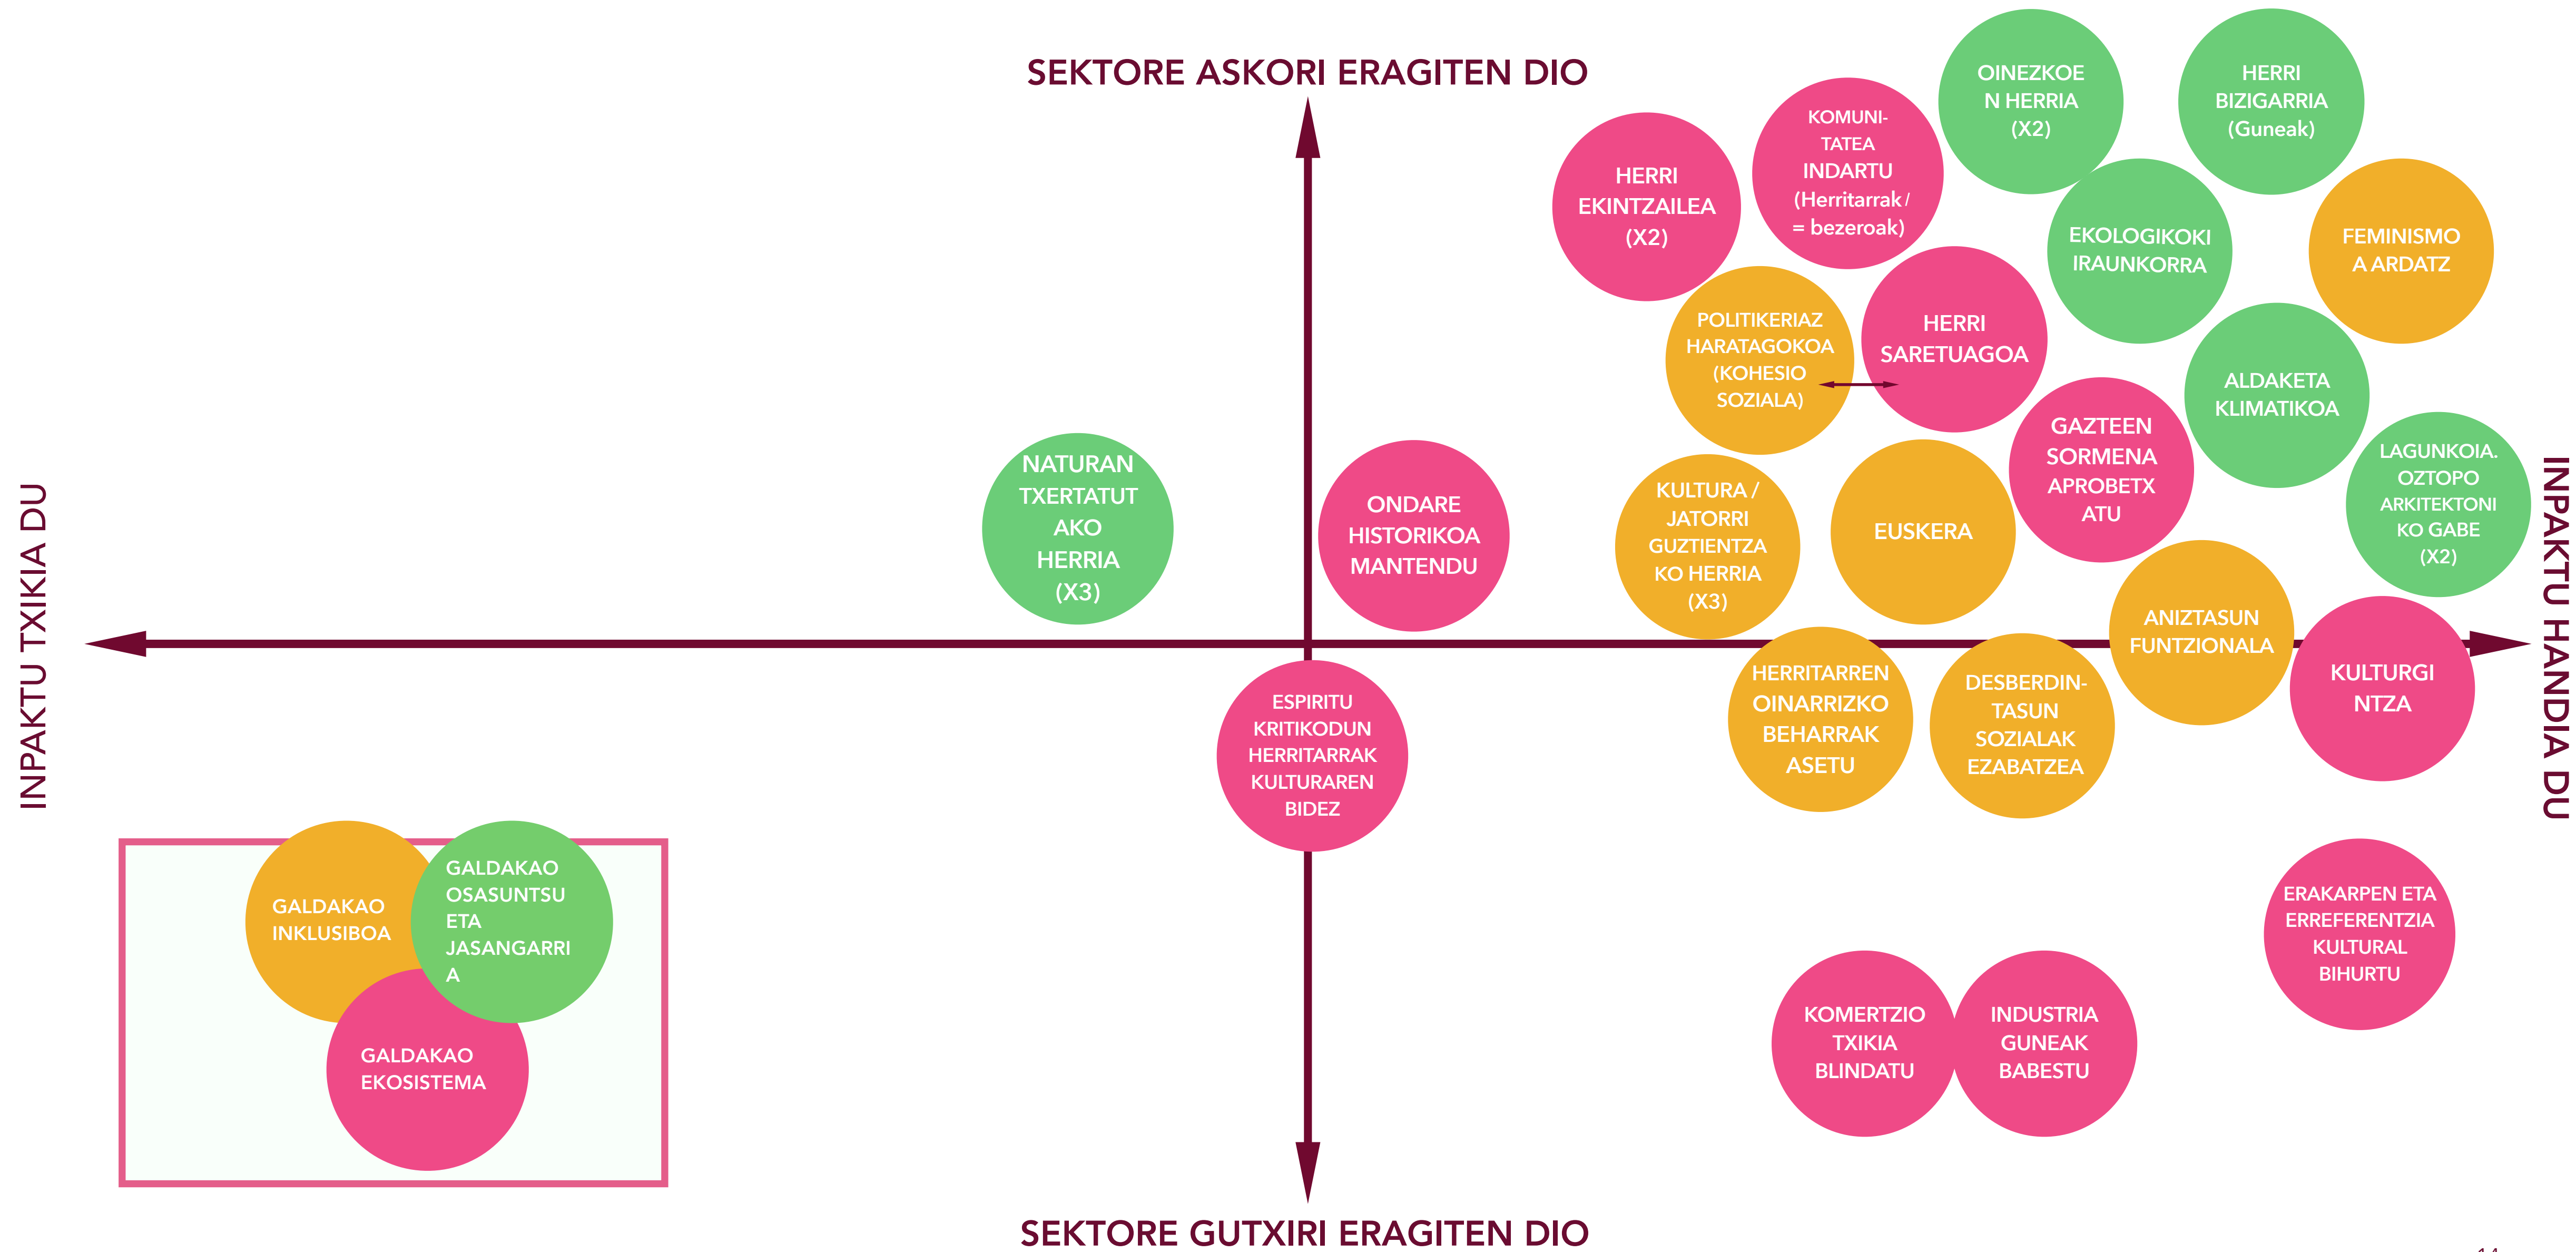 SEKTORE ASKORI ERAGITEN DIO
OINEZKOE
N HERRIA
(X2)
HERRI
BIZIGARRIA
(Guneak)
KOMUNI-
TATEA
INDARTU
(Herritarrak /
= bezeroak)
HERRI
EKINTZAILEA
(X2)
EKOLOGIKOKI
IRAUNKORRA
FEMINISMO
A ARDATZ
POLITIKERIAZ
HARATAGOKOA
(KOHESIO
SOZIALA)
HERRI
SARETUAGOA
ALDAKETA
KLIMATIKOA
GAZTEEN
SORMENA
APROBETX
ATU
LAGUNKOIA.
OZTOPO
ARKITEKTONI
KO GABE
(X2)
NATURAN
TXERTATUT
AKO
HERRIA
(X3)
ONDARE
HISTORIKOA
MANTENDU
KULTURA /
JATORRI
GUZTIENTZA
KO HERRIA
(X3)
EUSKERA
INPAKTU TXIKIA DU
INPAKTU HANDIA DU
ANIZTASUN
FUNTZIONALA
HERRITARREN
OINARRIZKO
BEHARRAK
ASETU
DESBERDIN-
TASUN
SOZIALAK
EZABATZEA
KULTURGI
NTZA
ESPIRITU
KRITIKODUN
HERRITARRAK
KULTURAREN
BIDEZ
GALDAKAO
INKLUSIBOA
GALDAKAO
OSASUNTSU
ETA
JASANGARRI
A
GALDAKAO
EKOSISTEMA
ERAKARPEN ETA
ERREFERENTZIA
KULTURAL
BIHURTU
KOMERTZIO
TXIKIA
BLINDATU
INDUSTRIA
GUNEAK
BABESTU
SEKTORE GUTXIRI ERAGITEN DIO